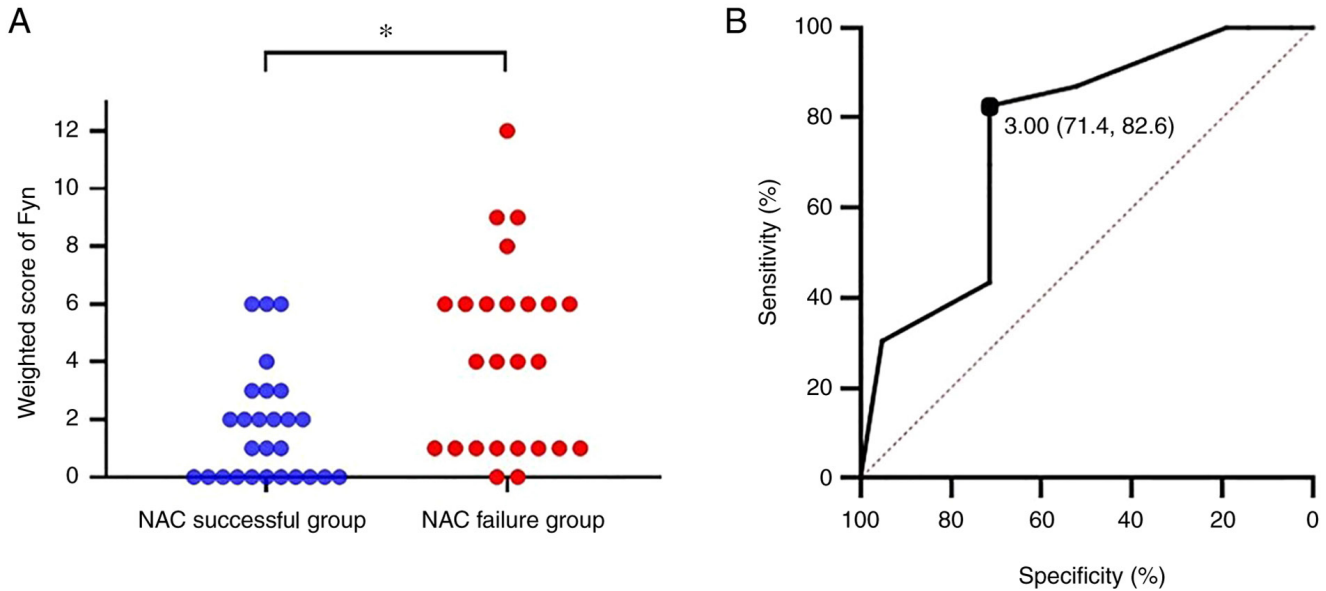 A
*
Weighted score of Fyn
12
10
8
6
4
2
0
NAC successful group
NAC failure group
B
Sensitivity (%)
100
80
60
40
20
0
3.00 (71.4, 82.6)
100
80
60
40
20
0
Specificity (%)